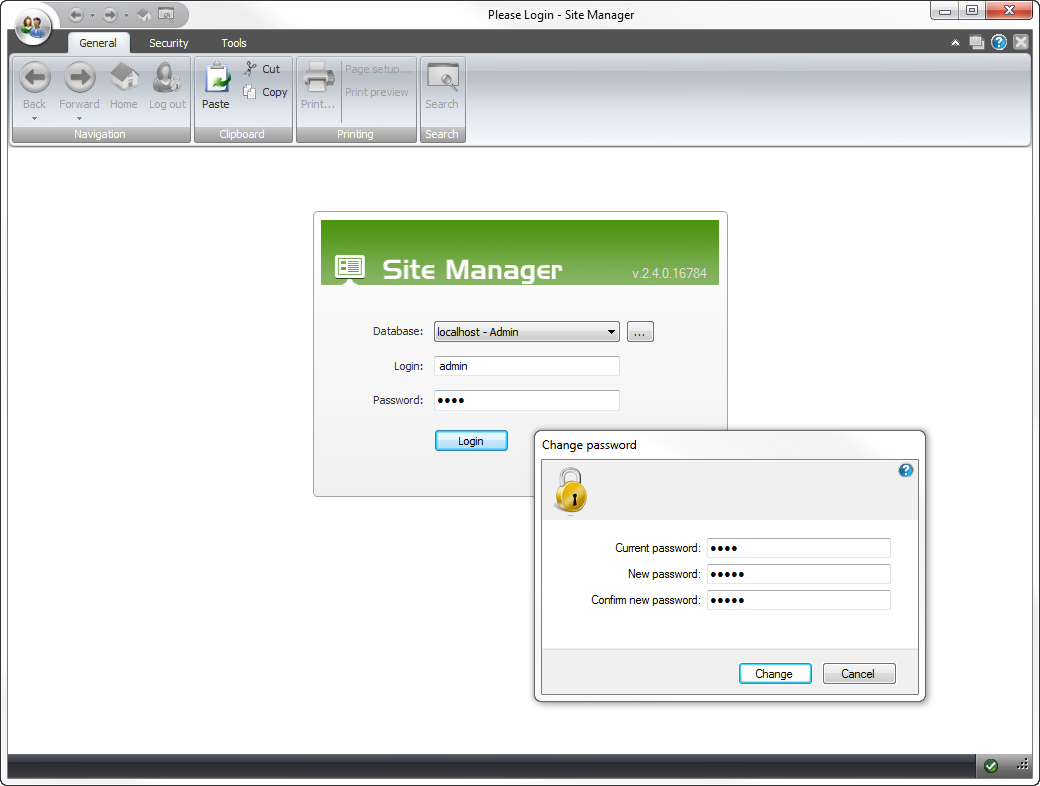 Please Login - Site Manager
General Security Tools
Back Forward Home Log out
Navigation
Paste Cut
Copy
Clipboard
Print... Page setup...
Print preview
Printing
Search
Search
Site Manager v.2.4.0.16784
Database: localhost - Admin ...
Login: admin
Password: ••••
Login
Change password
Current password: ••••
New password: •••••
Confirm new password: •••••
Change Cancel